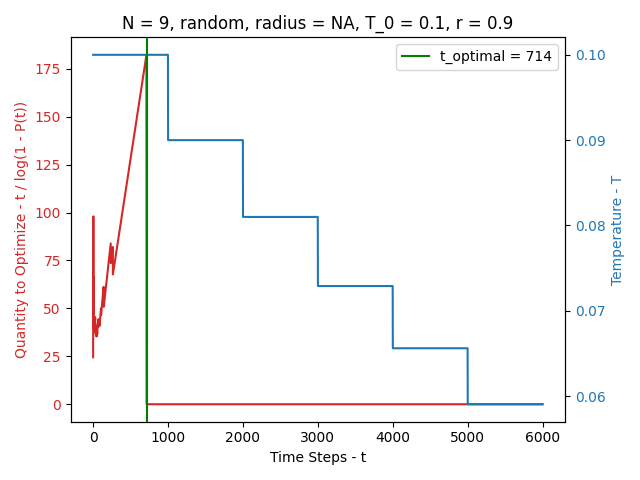 N = 9, random, radius = NA, T_0 = 0.1, r = 0.9
t_optimal = 714
Quantity to Optimize - t / log(1 - P(t))
175
150
125
100
75
50
25
0
0.10
0.09
0.08
0.07
0.06
Temperature - T
0 1000 2000 3000 4000 5000 6000
Time Steps - t